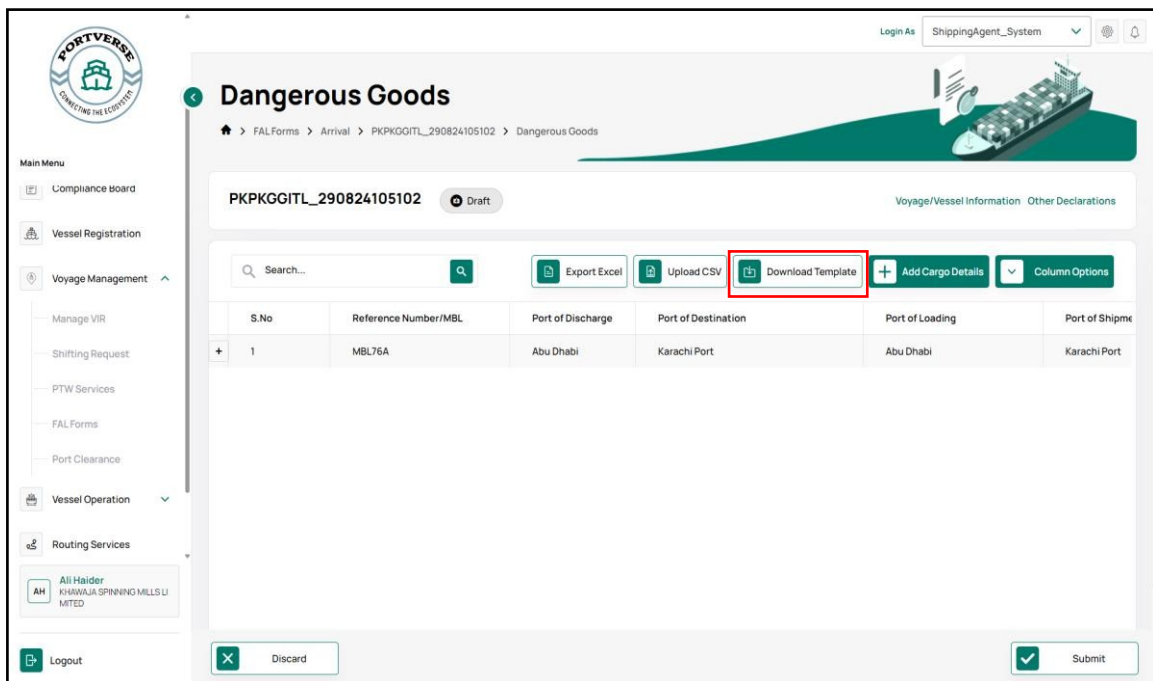 PORTVERSE
CONNECTING THE ECOSYSTEM
Login As
ShippingAgent_System
Dangerous Goods
> FAL Forms > Arrival > PKPKGGITL_290824105102 > Dangerous Goods
Main Menu
Compliance Board
Vessel Registration
Voyage Management
Manage VIR
Shifting Request
PTW Services
FAL Forms
Port Clearance
Vessel Operation
Routing Services
AH
Ali Haider
KHAWAJA SPINNING MILLS LI
MITED
Logout
PKPKGGITL_290824105102
Draft
Voyage/Vessel Information Other Declarations
Search...
Export Excel
Upload CSV
Download Template
Add Cargo Details
Column Options
S.No Reference Number/MBL Port of Discharge Port of Destination Port of Loading Port of Shipme
+ 1 MBL76A Abu Dhabi Karachi Port Abu Dhabi Karachi Port
Discard
Submit